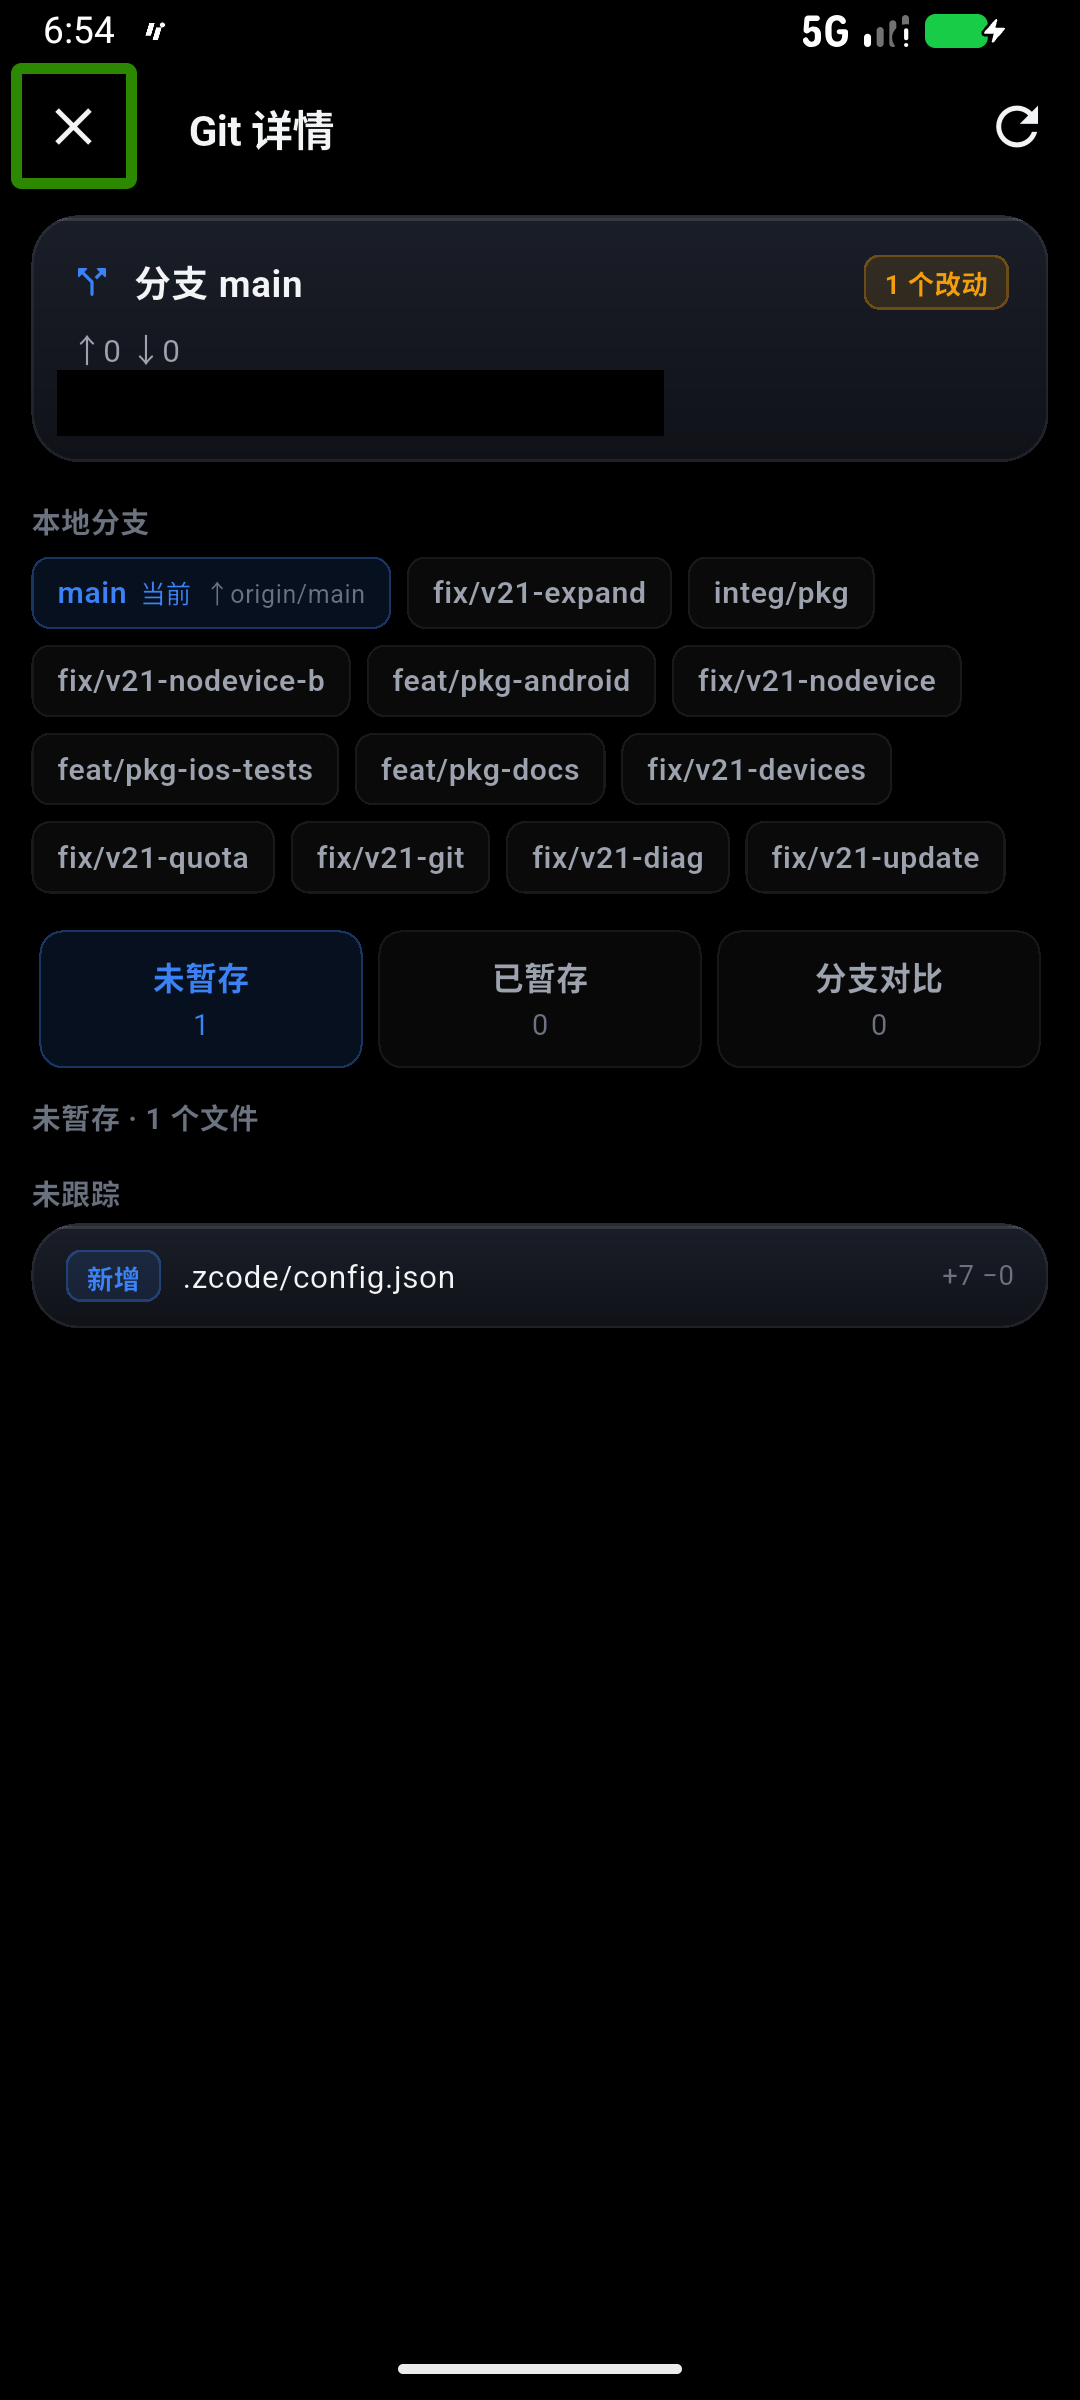 6:54 5G
Git 详情
分支 main 1 个改动
↑0 ↓0
本地分支
main 当前 ↑origin/main fix/v21-expand integ/pkg
fix/v21-nodevice-b feat/pkg-android fix/v21-nodevice
feat/pkg-ios-tests feat/pkg-docs fix/v21-devices
fix/v21-quota fix/v21-git fix/v21-diag fix/v21-update
未暂存 已暂存 分支对比
1 0 0
未暂存 · 1 个文件
未跟踪
新增 .zcode/config.json +7 −0